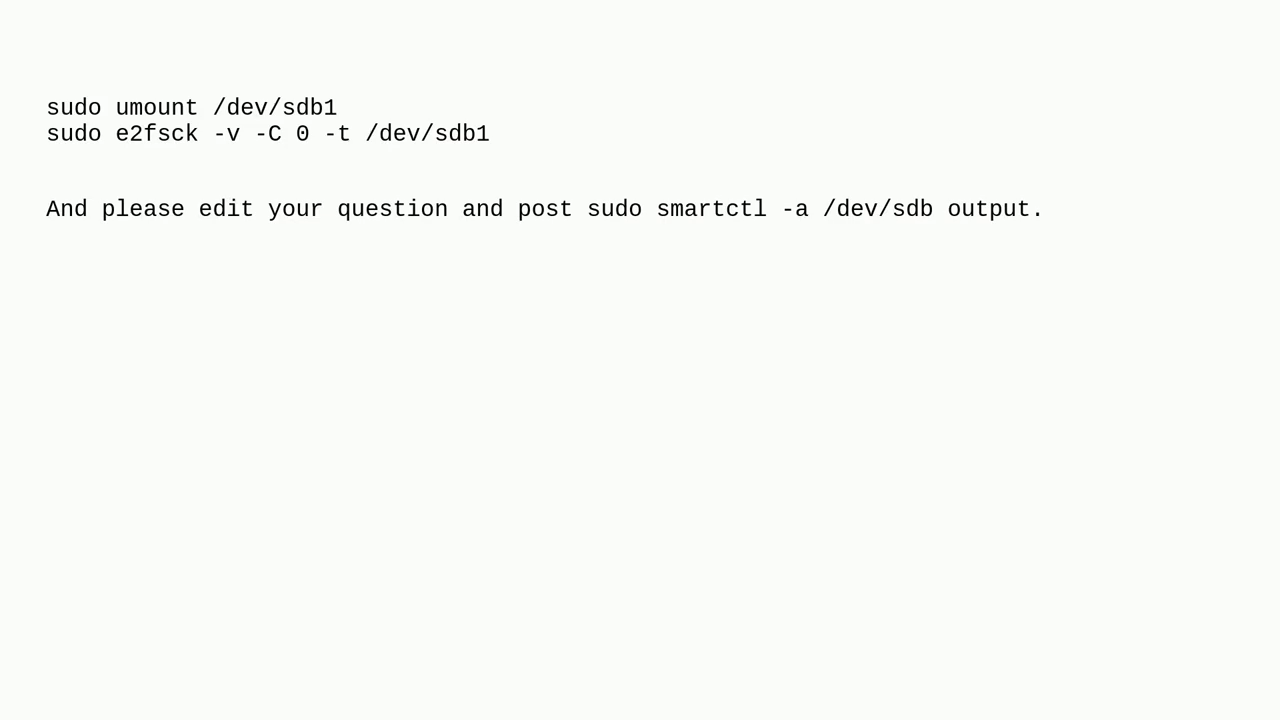 sudo umount /dev/sdb1
sudo e2fsck -v -C 0 -t /dev/sdb1
And please edit your question and post sudo smartctl -a /dev/sdb output.